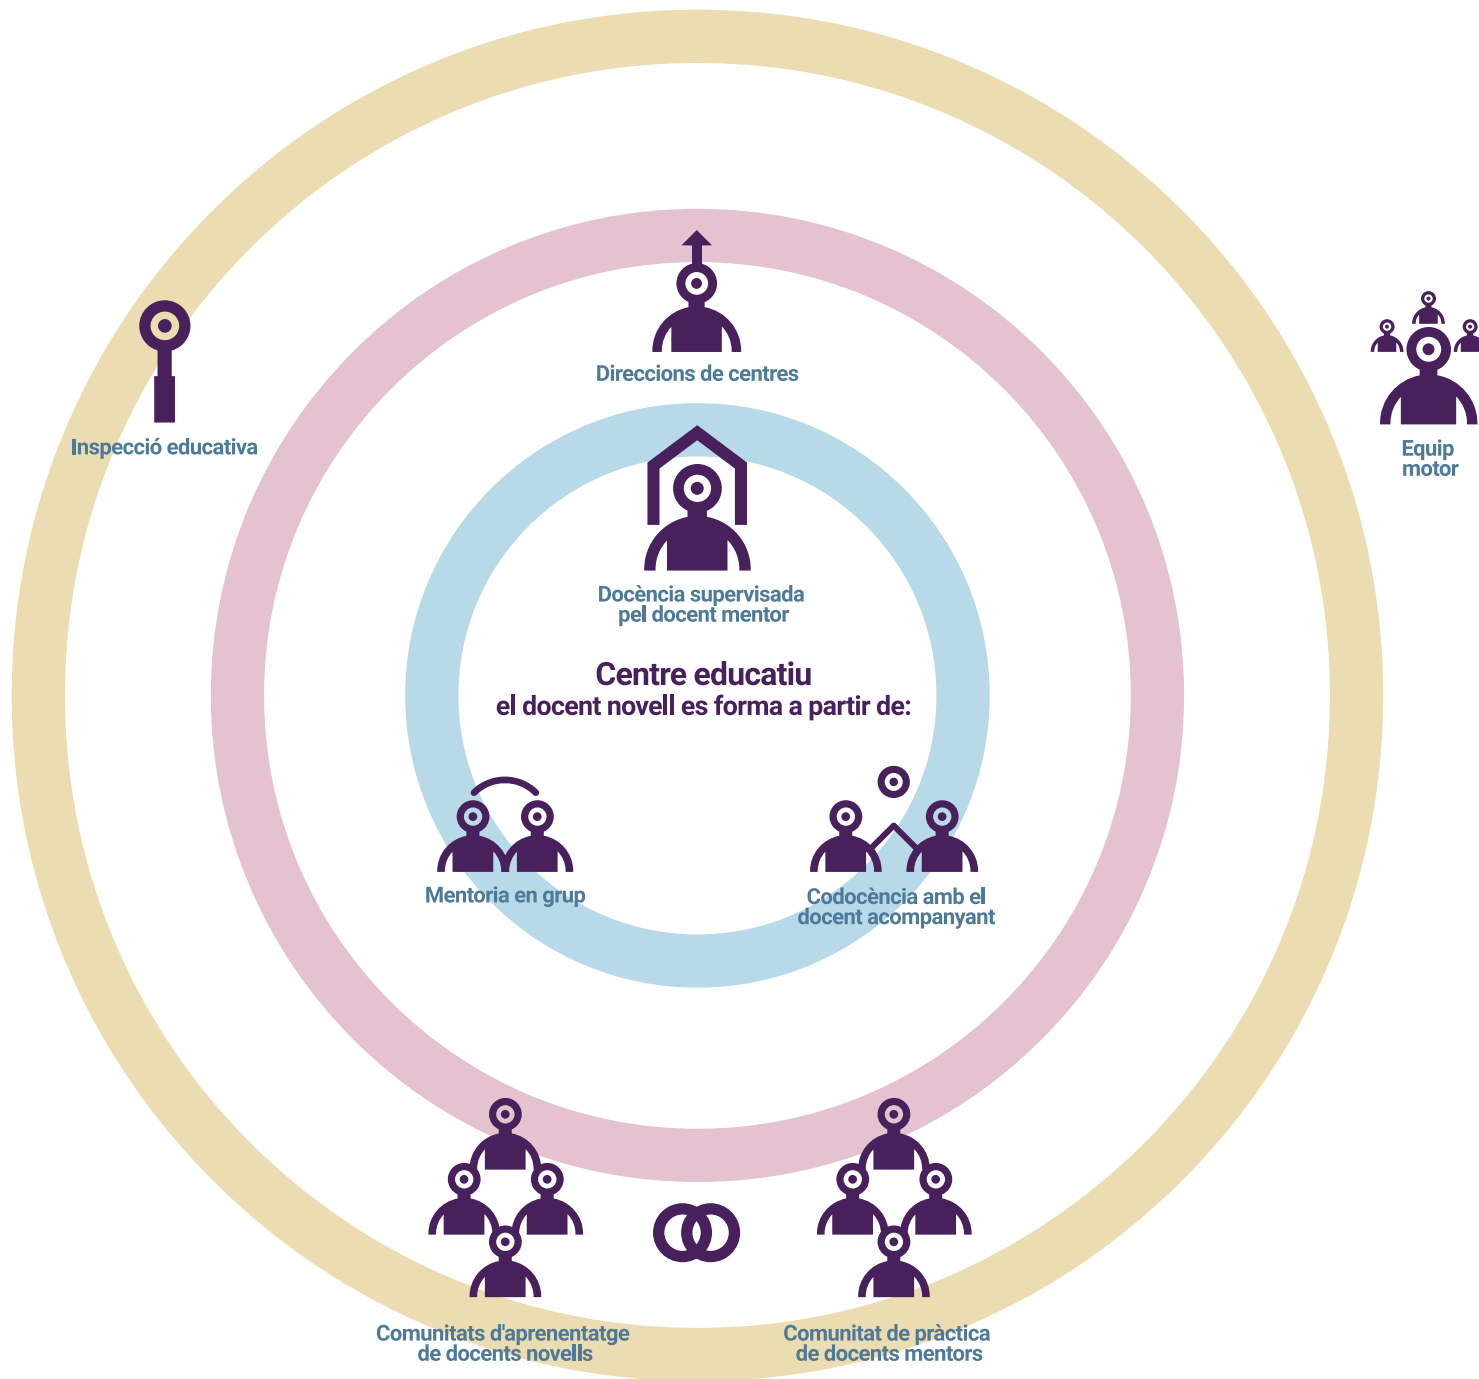 Direccions de centres
Inspecció educativa
Equip
motor
Docència supervisada
pel docent mentor
Centre educatiu
el docent novell es forma a partir de:
Mentoria en grup
Codocència amb el
docent acompanyant
Comunitats d'aprenentatge
de docents novells
Comunitat de pràctica
de docents mentors